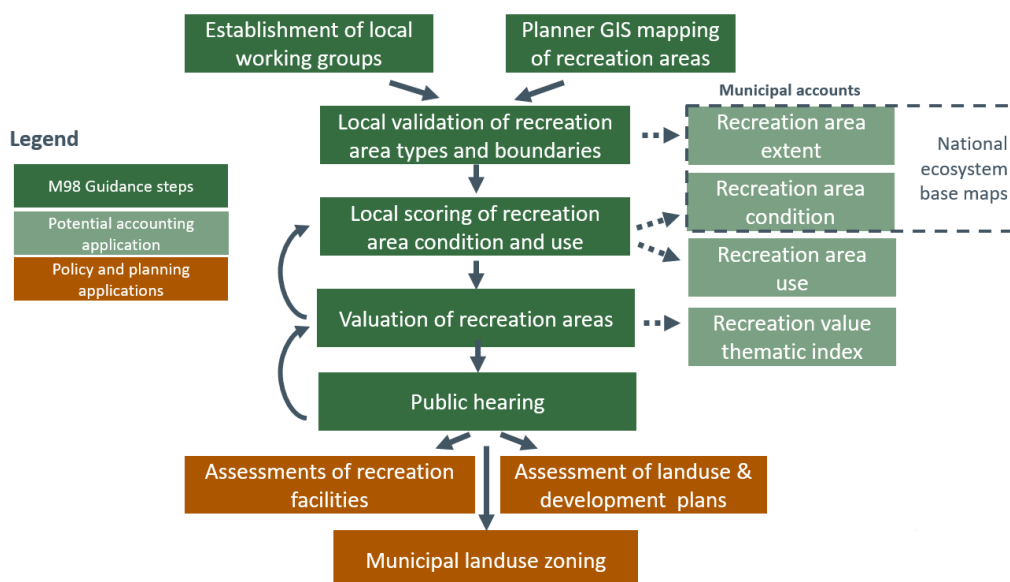 Establishment of local
working groups
Planner GIS mapping
of recreation areas
Municipal accounts
Legend
M98 Guidance steps
Potential accounting
application
Policy and planning
applications
Local validation of recreation
area types and boundaries
Recreation area
extent
National
ecosystem
base maps
Local scoring of recreation
area condition and use
Recreation area
condition
Recreation area
use
Valuation of recreation areas
Recreation value
thematic index
Public hearing
Assessments of recreation
facilities
Assessment of landuse &
development plans
Municipal landuse zoning